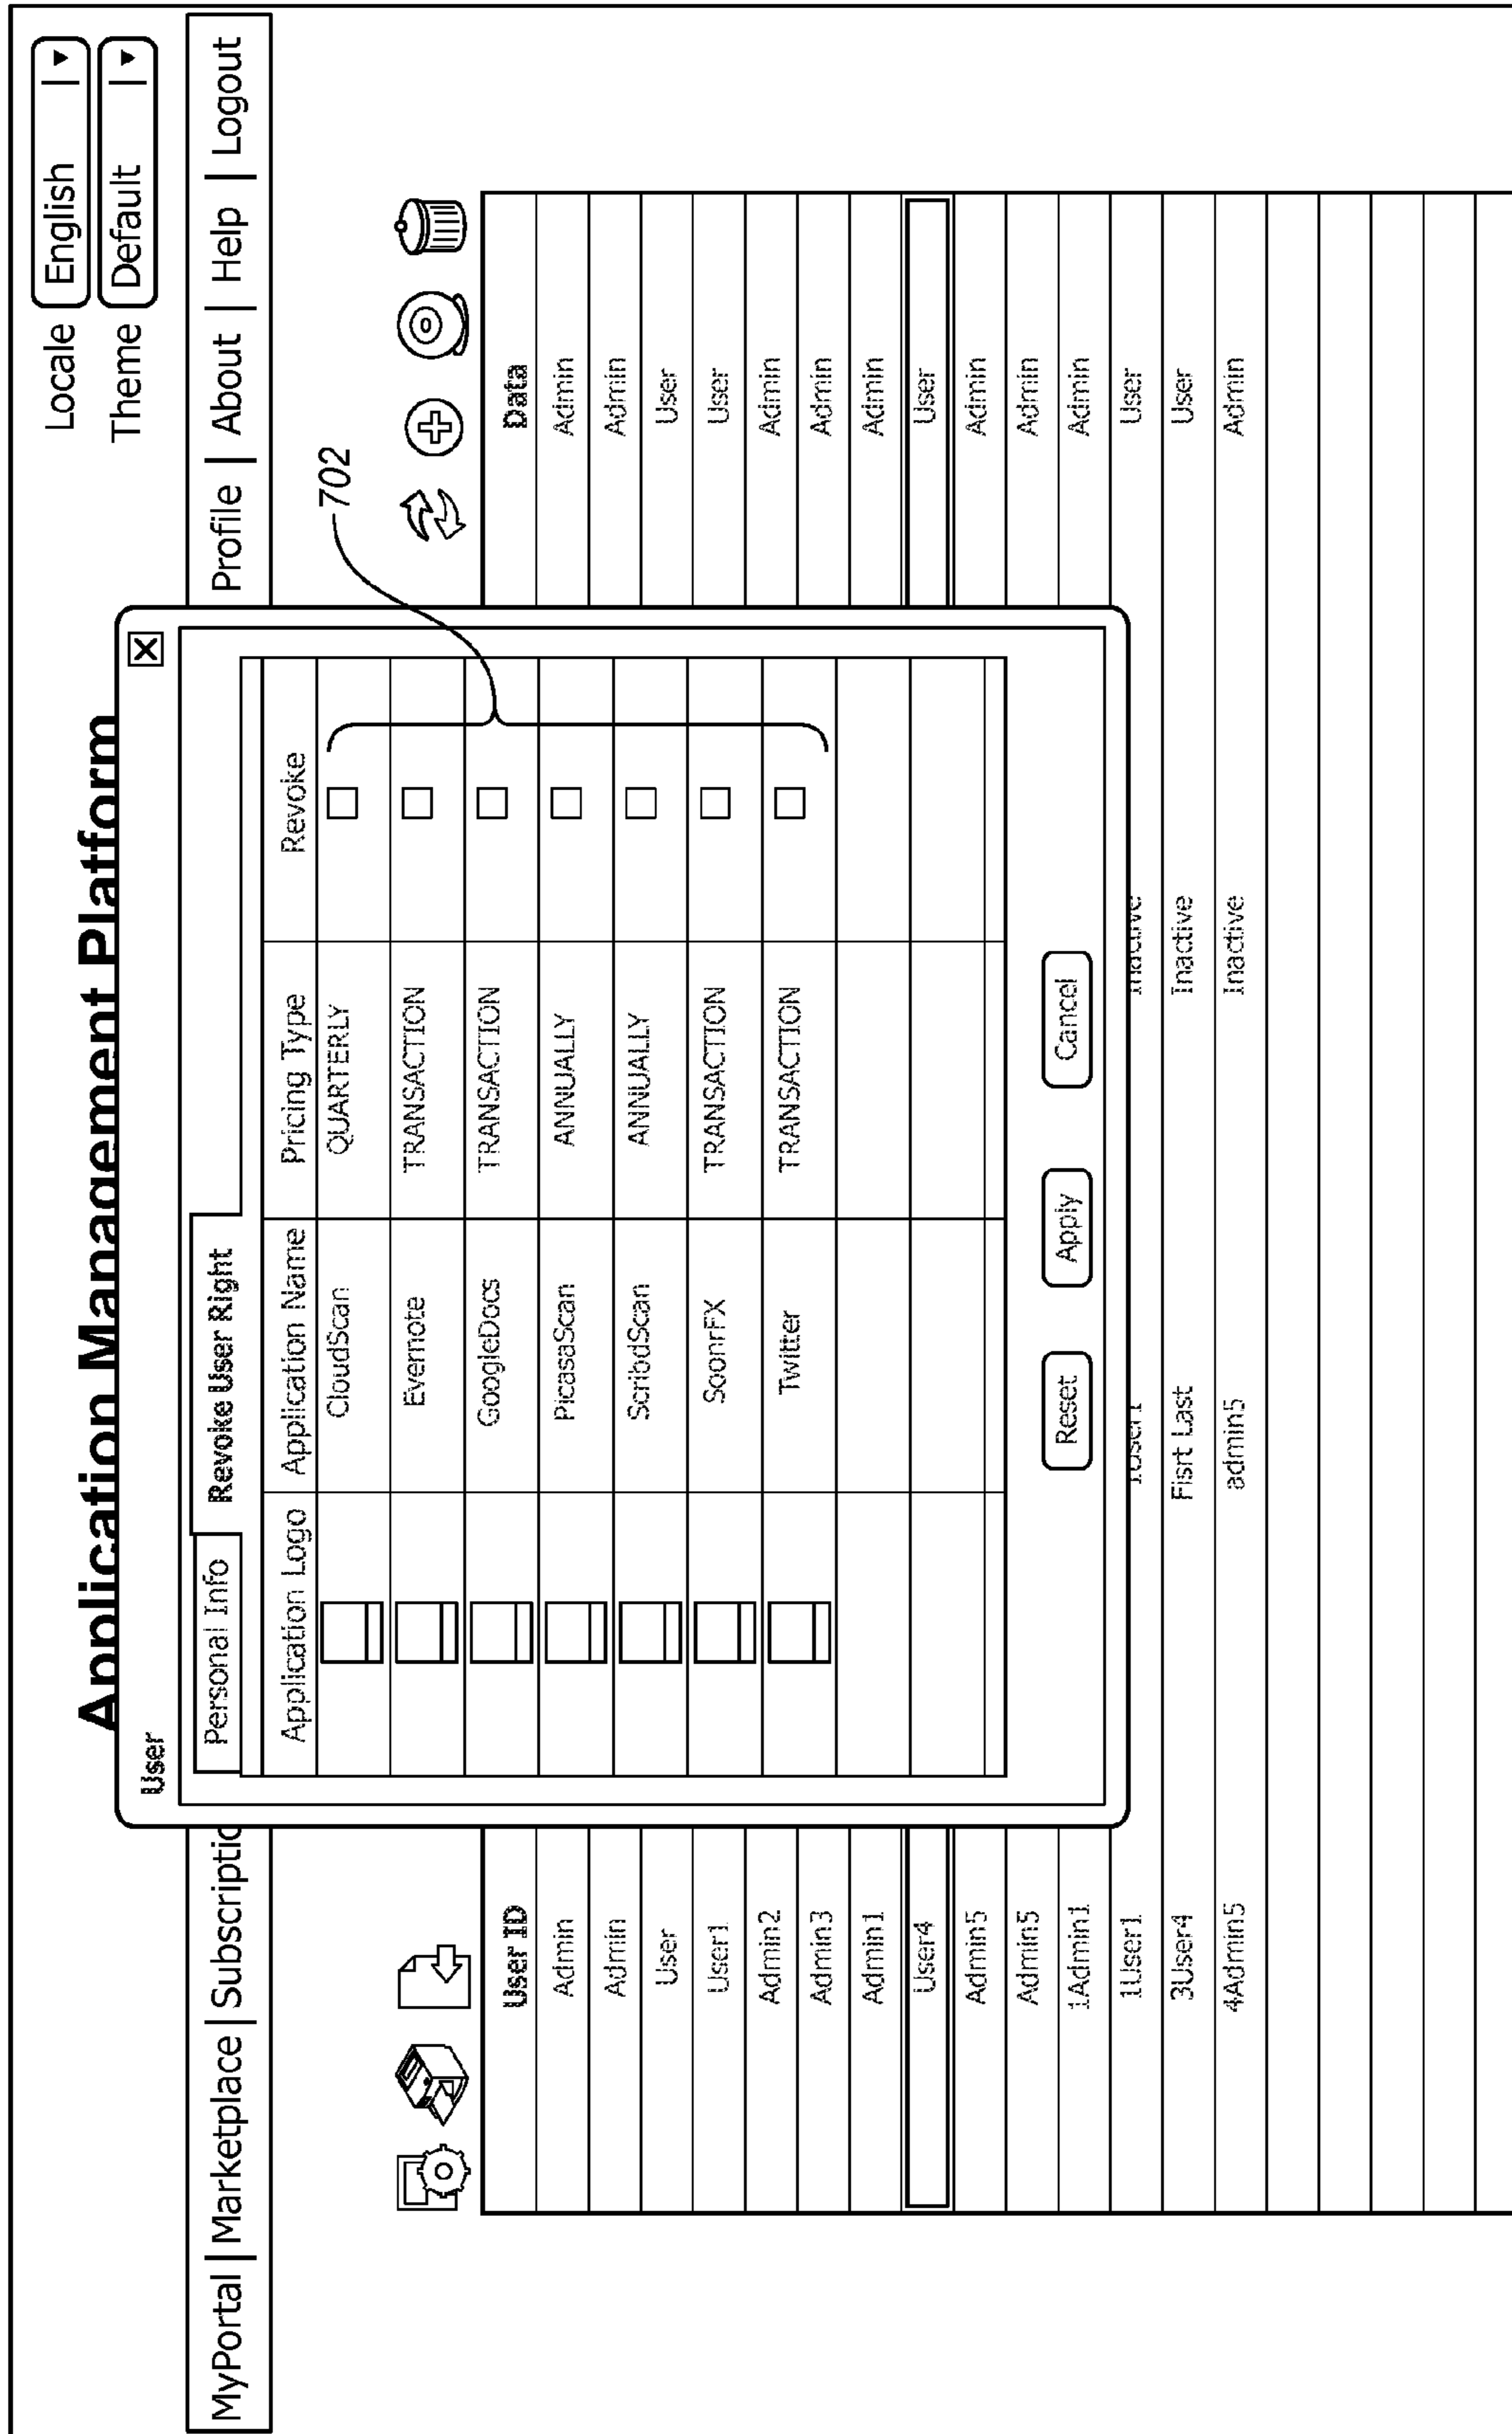 Locale English
Theme Default
Application Management Platform
MyPortal | Marketplace | Subscriptio
Profile | About | Help | Logout
702
User
Personal Info
Revoke User Right
Application Logo Application Name Pricing Type Revoke
CloudScan QUARTERLY
Evernote TRANSACTION
GoogleDocs TRANSACTION
PicasaScan ANNUALLY
ScribdScan ANNUALLY
SoonrFX TRANSACTION
Twitter TRANSACTION
Reset Apply Cancel
User ID Data
Admin Admin
Admin Admin
User User
User1 User
Admin2 Admin
Admin3 Admin
Admin1 Admin
User4 User
Admin5 Admin
Admin5 Admin
1Admin1 Admin
1User1 1User1 Inactive User
3User4 Fisrt Last Inactive User
4Admin5 admin5 Inactive Admin